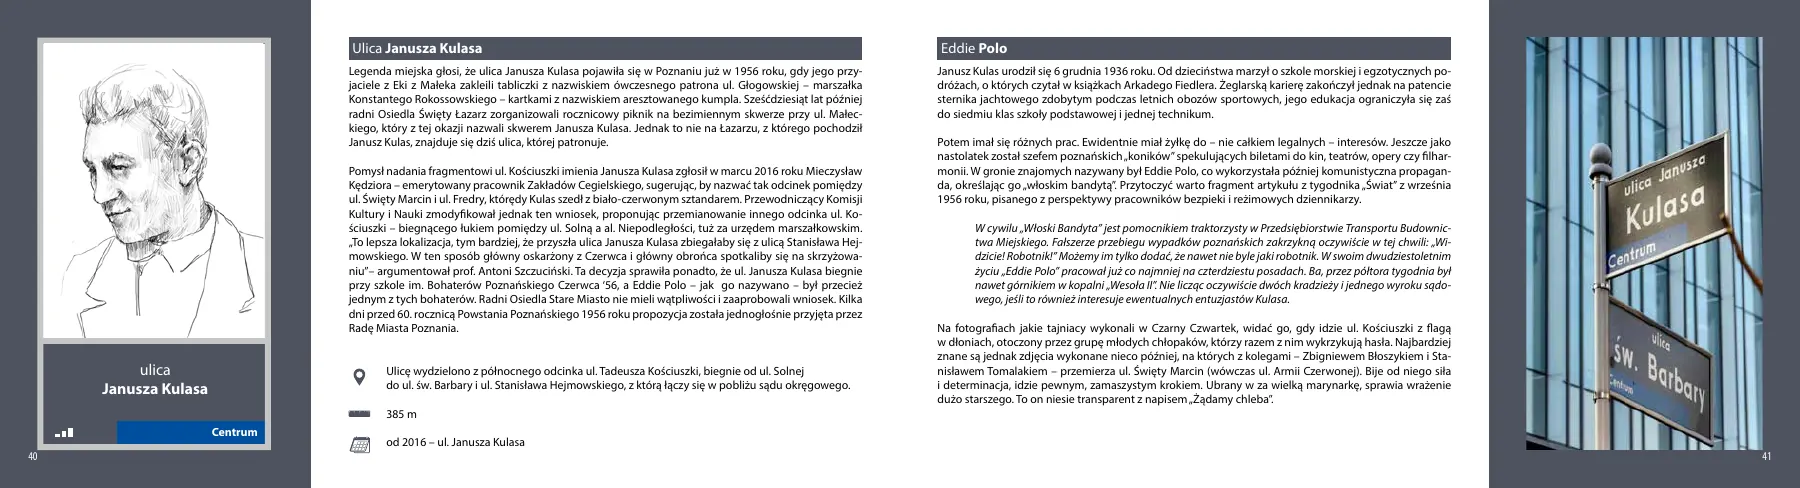 ulica
Janusza Kulasa
Centrum
40
Ulica Janusza Kulasa
Legenda miejska głosi, że ulica Janusza Kulasa pojawiła się w Poznaniu już w 1956 roku, gdy jego przy-
jaciele z Eki z Małeka zakleili tabliczki z nazwiskiem ówczesnego patrona ul. Głogowskiej – marszałka
Konstantego Rokossowskiego – kartkami z nazwiskiem aresztowanego kumpla. Sześćdziesiąt lat później
radni Osiedla Święty Łazarz zorganizowali rocznicowy piknik na bezimiennym skwerze przy ul. Małec-
kiego, który z tej okazji nazwali skwerem Janusza Kulasa. Jednak to nie na Łazarzu, z którego pochodził
Janusz Kulas, znajduje się dziś ulica, której patronuje.
Pomysł nadania fragmentowi ul. Kościuszki imienia Janusza Kulasa zgłosił w marcu 2016 roku Mieczysław
Kędziora – emerytowany pracownik Zakładów Cegielskiego, sugerując, by nazwać tak odcinek pomiędzy
ul. Święty Marcin i ul. Fredry, którędy Kulas szedł z biało-czerwonym sztandarem. Przewodniczący Komisji
Kultury i Nauki zmodyfikował jednak ten wniosek, proponując przemianowanie innego odcinka ul. Ko-
ściuszki – biegnącego łukiem pomiędzy ul. Solną a al. Niepodległości, tuż za urzędem marszałkowskim.
„To lepsza lokalizacja, tym bardziej, że przyszła ulica Janusza Kulasa zbiegałaby się z ulicą Stanisława Hej-
mowskiego. W ten sposób główny oskarżony z Czerwca i główny obrońca spotkaliby się na skrzyżowa-
niu”– argumentował prof. Antoni Szczuciński. Ta decyzja sprawiła ponadto, że ul. Janusza Kulasa biegnie
przy szkole im. Bohaterów Poznańskiego Czerwca ‘56, a Eddie Polo – jak go nazywano – był przecież
jednym z tych bohaterów. Radni Osiedla Stare Miasto nie mieli wątpliwości i zaaprobowali wniosek. Kilka
dni przed 60. rocznicą Powstania Poznańskiego 1956 roku propozycja została jednogłośnie przyjęta przez
Radę Miasta Poznania.
Ulicę wydzielono z północnego odcinka ul. Tadeusza Kościuszki, biegnie od ul. Solnej
do ul. św. Barbary i ul. Stanisława Hejmowskiego, z którą łączy się w pobliżu sądu okręgowego.
385 m
od 2016 – ul. Janusza Kulasa
Eddie Polo
Janusz Kulas urodził się 6 grudnia 1936 roku. Od dzieciństwa marzył o szkole morskiej i egzotycznych po-
dróżach, o których czytał w książkach Arkadego Fiedlera. Żeglarską karierę zakończył jednak na patencie
sternika jachtowego zdobytym podczas letnich obozów sportowych, jego edukacja ograniczyła się zaś
do siedmiu klas szkoły podstawowej i jednej technikum.
Potem imał się różnych prac. Ewidentnie miał żyłkę do – nie całkiem legalnych – interesów. Jeszcze jako
nastolatek został szefem poznańskich „koników” spekulujących biletami do kin, teatrów, opery czy filhar-
monii. W gronie znajomych nazywany był Eddie Polo, co wykorzystała później komunistyczna propagan-
da, określając go „włoskim bandytą”. Przytoczyć warto fragment artykułu z tygodnika „Świat” z września
1956 roku, pisanego z perspektywy pracowników bezpieki i reżimowych dziennikarzy.
W cywilu „Włoski Bandyta” jest pomocnikiem traktorzysty w Przedsiębiorstwie Transportu Budownic-
twa Miejskiego. Fałszerze przebiegu wypadków poznańskich zakrzykną oczywiście w tej chwili: „Wi-
dzicie! Robotnik!” Możemy im tylko dodać, że nawet nie byle jaki robotnik. W swoim dwudziestoletnim
życiu „Eddie Polo” pracował już co najmniej na czterdziestu posadach. Ba, przez półtora tygodnia był
nawet górnikiem w kopalni „Wesoła II”. Nie licząc oczywiście dwóch kradzieży i jednego wyroku sądo-
wego, jeśli to również interesuje ewentualnych entuzjastów Kulasa.
Na fotografiach jakie tajniacy wykonali w Czarny Czwartek, widać go, gdy idzie ul. Kościuszki z flagą
w dłoniach, otoczony przez grupę młodych chłopaków, którzy razem z nim wykrzykują hasła. Najbardziej
znane są jednak zdjęcia wykonane nieco później, na których z kolegami – Zbigniewem Błoszykiem i Sta-
nisławem Tomalakiem – przemierza ul. Święty Marcin (wówczas ul. Armii Czerwonej). Bije od niego siła
i determinacja, idzie pewnym, zamaszystym krokiem. Ubrany w za wielką marynarkę, sprawia wrażenie
dużo starszego. To on niesie transparent z napisem „Żądamy chleba”.
ulica Janusza
Kulasa
Centrum
ulica
św. Barbary
Centrum
41